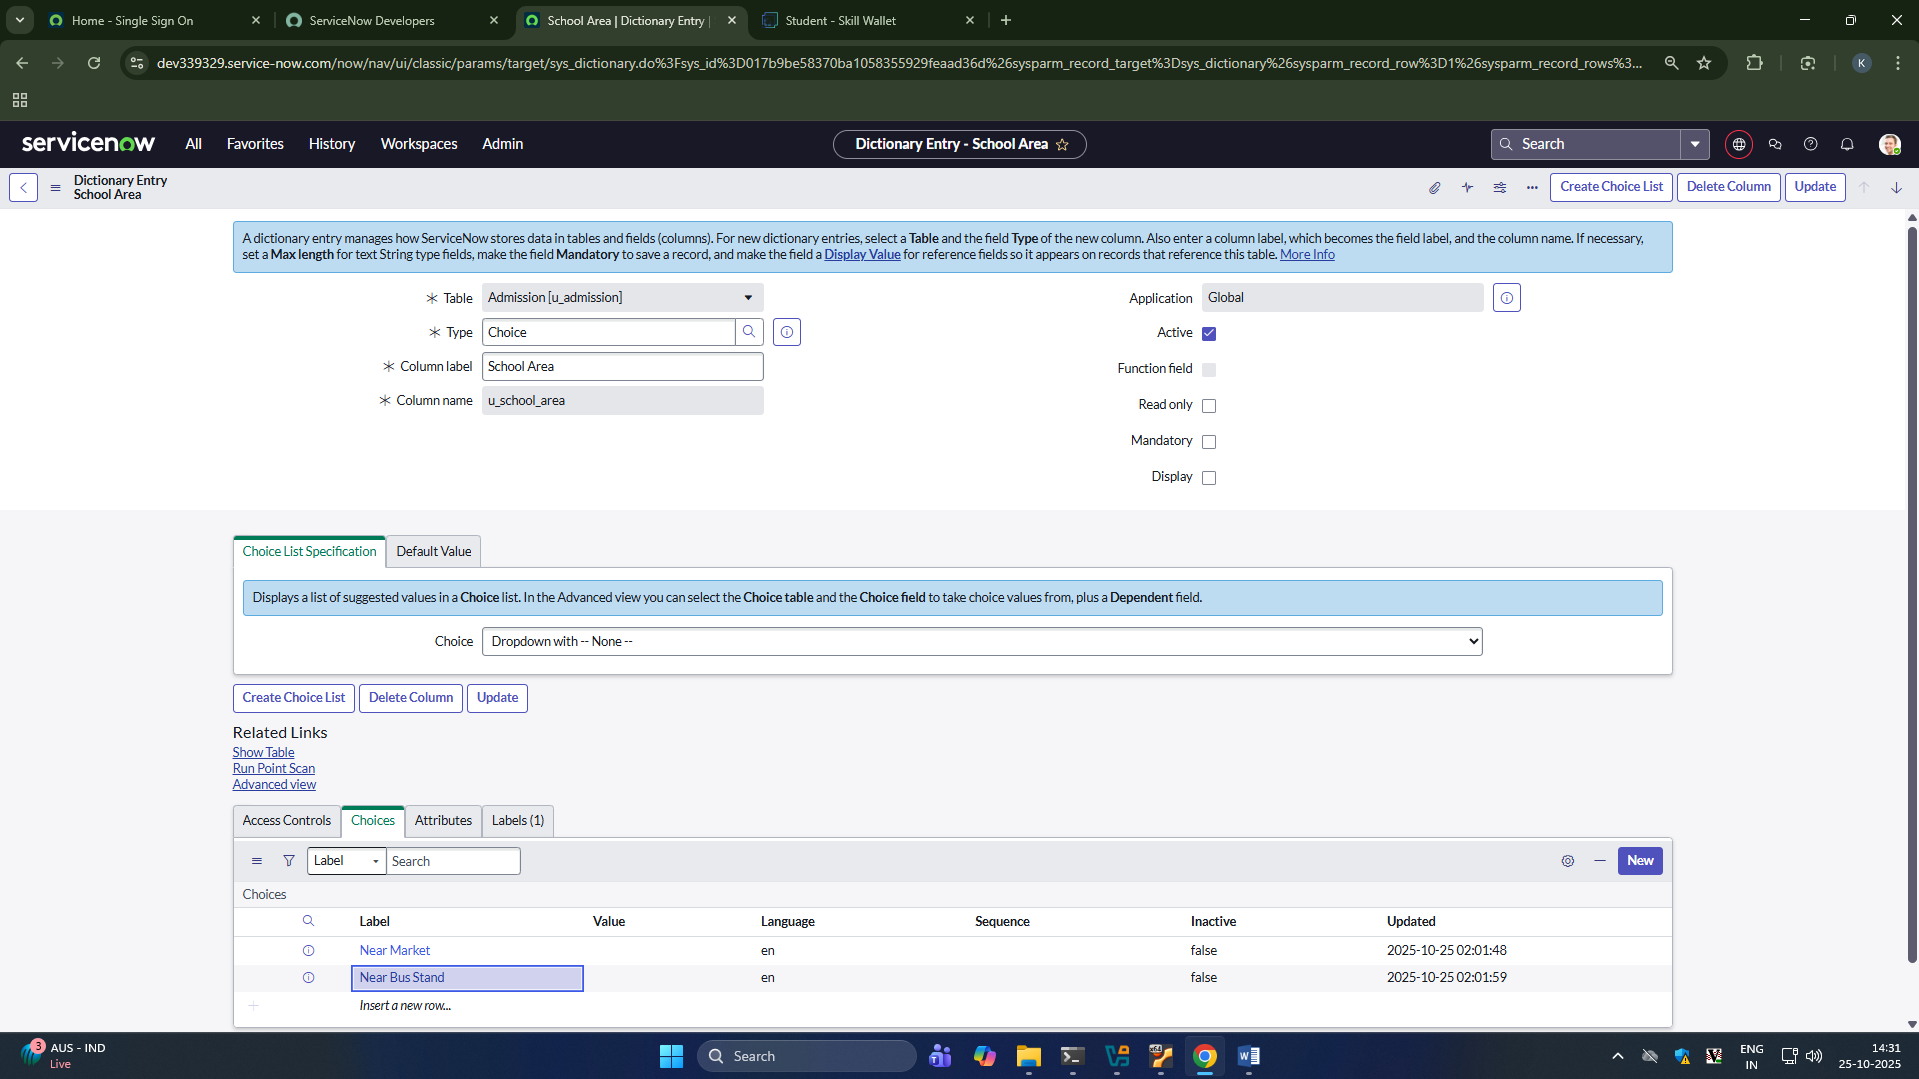 Home - Single Sign On
ServiceNow Developers
School Area | Dictionary Entry |
Student - Skill Wallet
dev339329.service-now.com/now/nav/ui/classic/params/target/sys_dictionary.do%3Fsys_id%3D017b9be58370ba1058355929feaad36d%26sysparm_record_target%3Dsys_dictionary%26sysparm_record_row%3D1%26sysparm_record_rows%3...
K
servicenow
All
Favorites
History
Workspaces
Admin
Dictionary Entry - School Area
Search
Dictionary Entry
School Area
Create Choice List
Delete Column
Update
A dictionary entry manages how ServiceNow stores data in tables and fields (columns). For new dictionary entries, select a Table and the field Type of the new column. Also enter a column label, which becomes the field label, and the column name. If necessary,
set a Max length for text String type fields, make the field Mandatory to save a record, and make the field a Display Value for reference fields so it appears on records that reference this table. More Info
Table
Admission [u_admission]
Application
Global
Type
Choice
Active
Column label
School Area
Function field
Column name
u_school_area
Read only
Mandatory
Display
Choice List Specification
Default Value
Displays a list of suggested values in a Choice list. In the Advanced view you can select the Choice table and the Choice field to take choice values from, plus a Dependent field.
Choice
Dropdown with -- None --
Create Choice List
Delete Column
Update
Related Links
Show Table
Run Point Scan
Advanced view
Access Controls
Choices
Attributes
Labels (1)
Label
Search
New
Choices
Label
Value
Language
Sequence
Inactive
Updated
Near Market
en
false
2025-10-25 02:01:48
Near Bus Stand
en
false
2025-10-25 02:01:59
Insert a new row...
3
AUS - IND
Live
Search
ENG
IN
14:31
25-10-2025